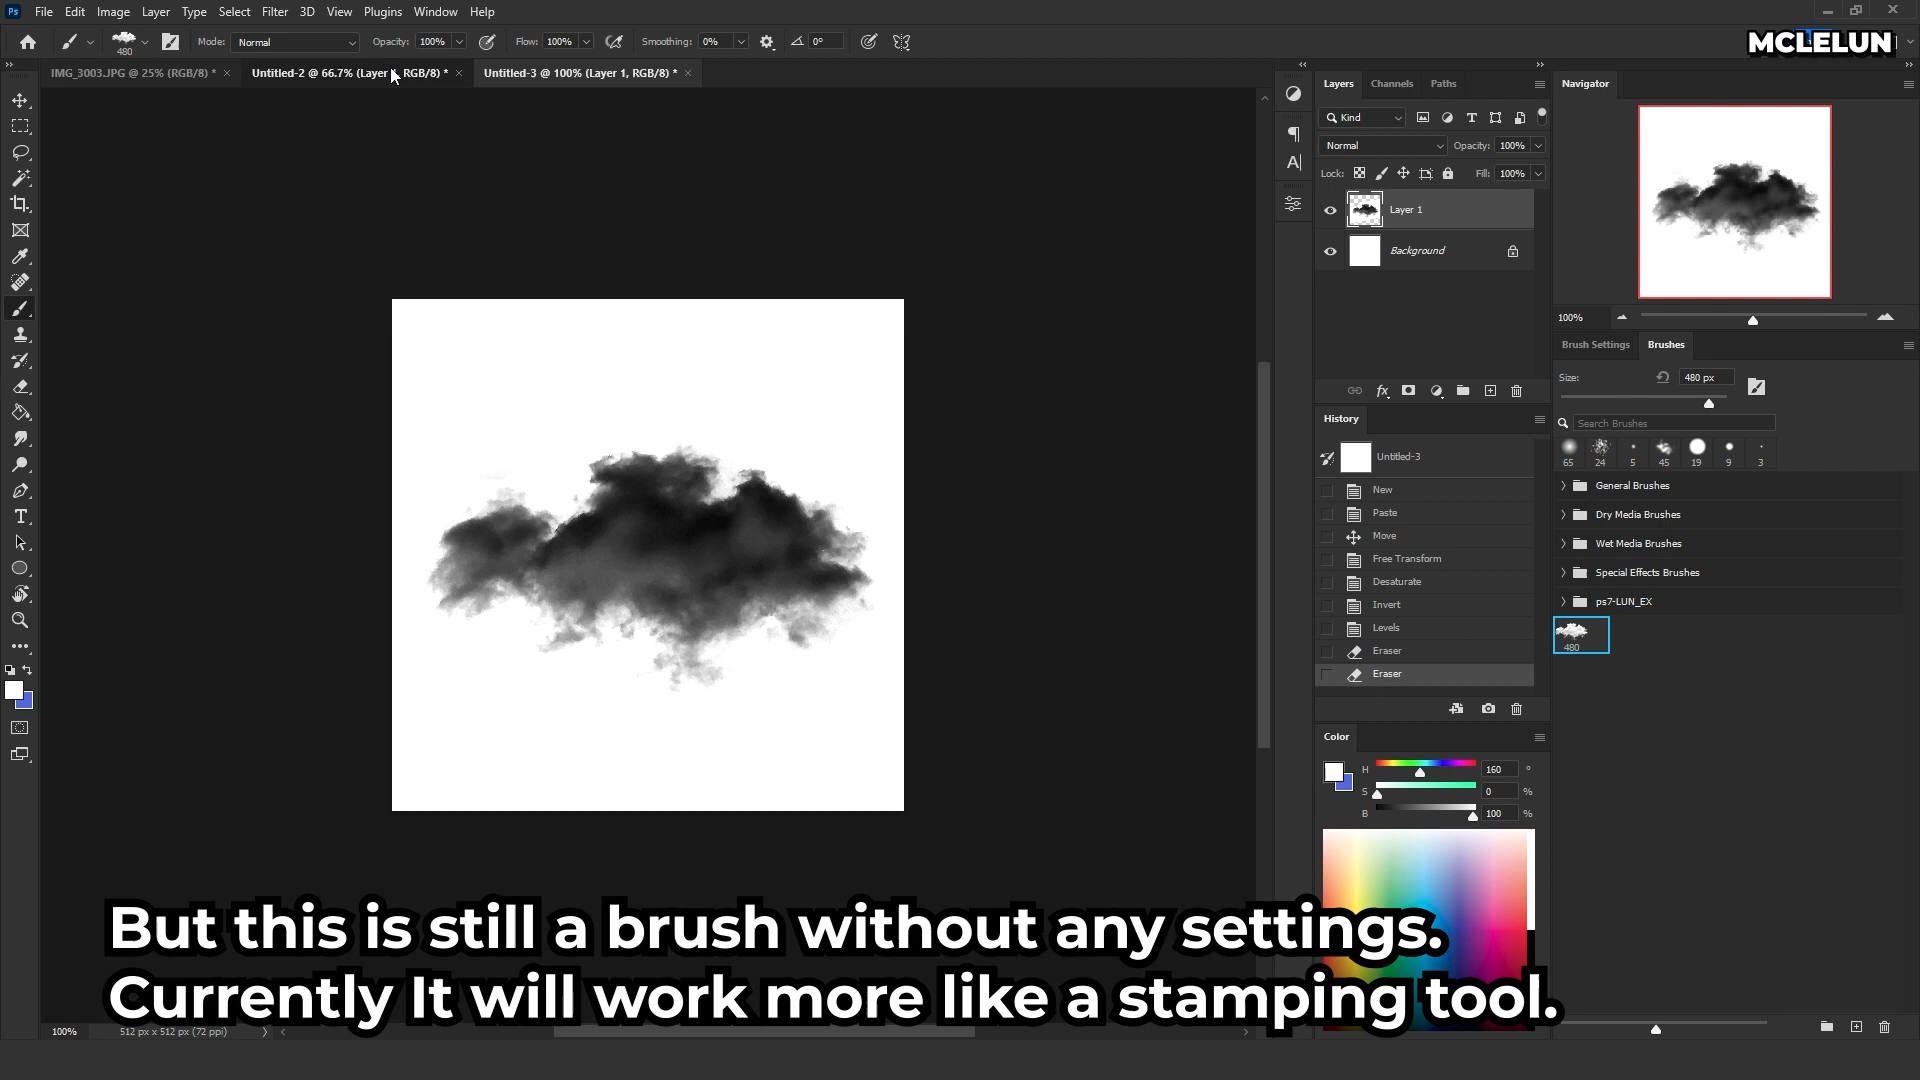 Ps File Edit Image Layer Type Select Filter 3D View Plugins Window Help
480 Mode: Normal Opacity: 100% Flow: 100% Smoothing: 0% 0° MCLELUN
IMG_3003.JPG @ 25% (RGB/8) * Untitled-2 @ 66.7% (Layer 1, RGB/8) * Untitled-3 @ 100% (Layer 1, RGB/8) *
Layers Channels Paths Navigator
Kind
Normal Opacity: 100%
Lock: Fill: 100%
Layer 1
Background
100%
Brush Settings Brushes
Size: 480 px
History
Search Brushes
Untitled-3
65 24 5 45 19 9 3
New
General Brushes
Paste
Dry Media Brushes
Move
Wet Media Brushes
Free Transform
Special Effects Brushes
Desaturate
Invert
ps7-LUN_EX
Levels
480
Eraser
Eraser
Color
H 160 °
S 0 %
B 100 %
But this is still a brush without any settings.
Currently It will work more like a stamping tool.
100% 512 px x 512 px (72 ppi)